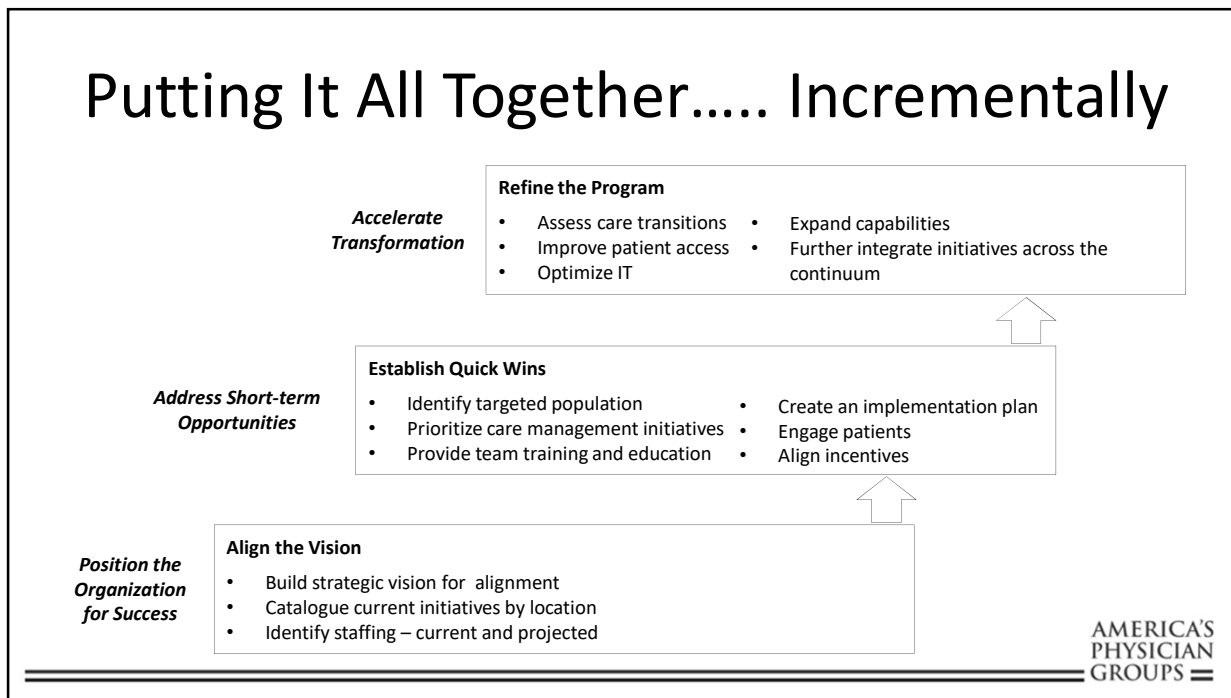 Putting It All Together….. Incrementally
Accelerate
Transformation
Refine the Program
• Assess care transitions
• Improve patient access
• Optimize IT
• Expand capabilities
• Further integrate initiatives across the
continuum
Address Short-term
Opportunities
Establish Quick Wins
• Identify targeted population
• Prioritize care management initiatives
• Provide team training and education
• Create an implementation plan
• Engage patients
• Align incentives
Position the
Organization
for Success
Align the Vision
• Build strategic vision for  alignment
• Catalogue current initiatives by location
• Identify staffing – current and projected
AMERICA'S
PHYSICIAN
GROUPS